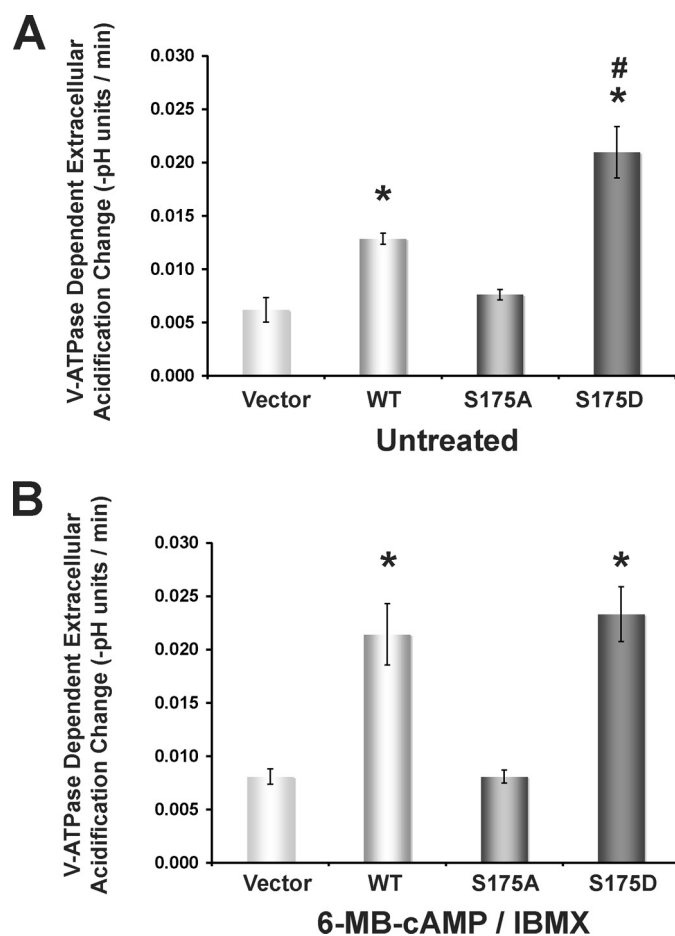 A
V-ATPase Dependent Extracellular
Acidification Change (-pH units / min)
0.030
0.025
0.020
0.015
0.010
0.005
0.000
*
#
*
Vector WT S175A S175D
Untreated
B
V-ATPase Dependent Extracellular
Acidification Change (-pH units / min)
0.030
0.025
0.020
0.015
0.010
0.005
0.000
* *
Vector WT S175A S175D
6-MB-cAMP / IBMX